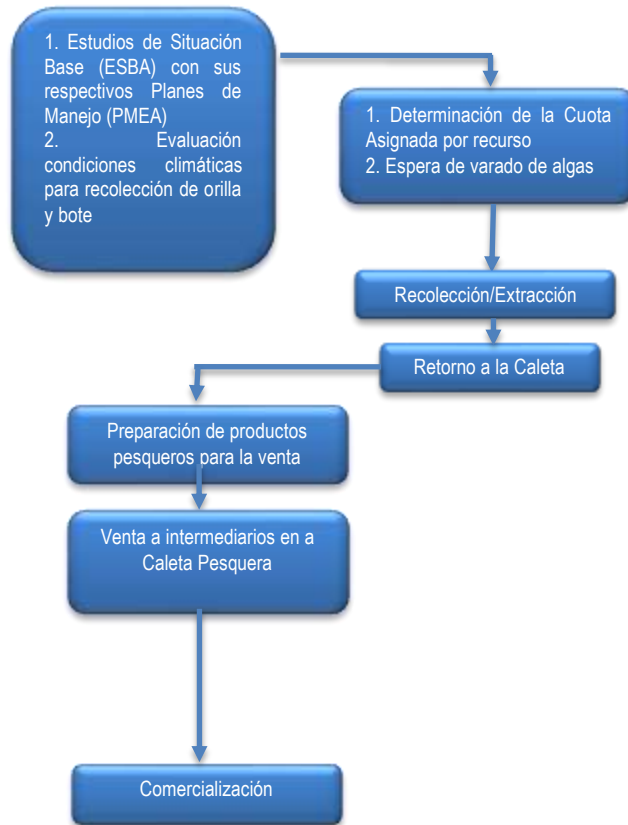 1. Estudios de Situación
Base (ESBA) con sus
respectivos Planes de
Manejo (PMEA)
2. Evaluación
condiciones climáticas
para recolección de orilla
y bote
1. Determinación de la Cuota
Asignada por recurso
2. Espera de varado de algas
Recolección/Extracción
Retorno a la Caleta
Preparación de productos
pesqueros para la venta
Venta a intermediarios en a
Caleta Pesquera
Comercialización